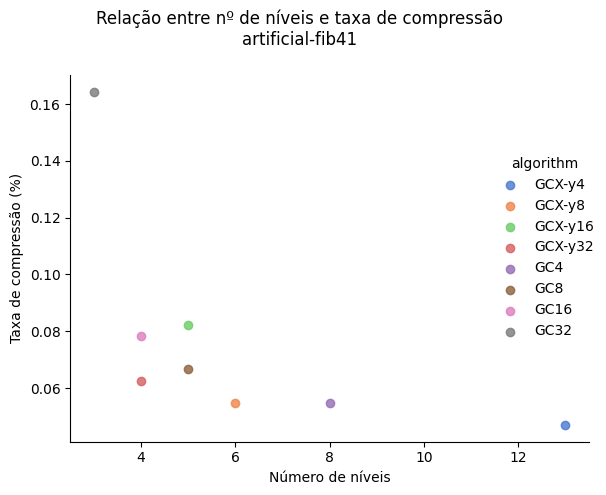 Relação entre nº de níveis e taxa de compressão
artificial-fib41
0.16
0.14
0.12
0.10
0.08
0.06
Taxa de compressão (%)
4
6
8
10
12
Número de níveis
algorithm
GCX-y4
GCX-y8
GCX-y16
GCX-y32
GC4
GC8
GC16
GC32